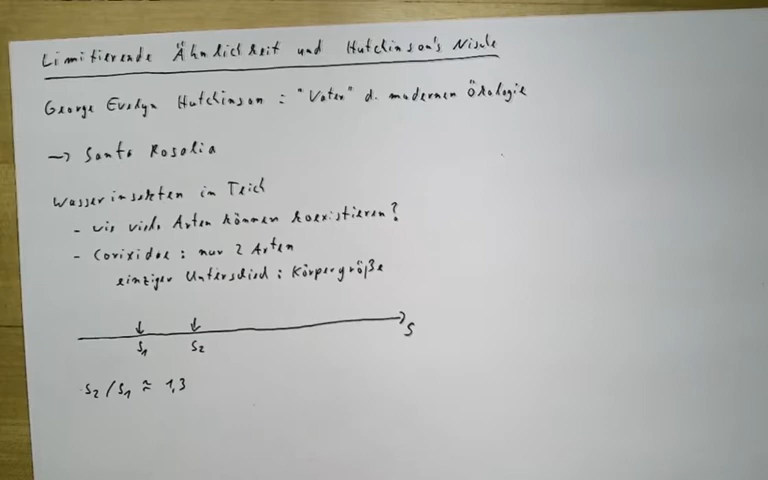 Limitierende Ähnlichkeit und Hutchinson's Nische
George Evelyn Hutchinson : "Vater" d. modernen Ökologie
→ Santa Rosalia
Wasserinsekten in Teich
- wie viele Arten können koexistieren?
- Corixidae : nur 2 Arten
einziger Unterschied : Körpergröße
S
S₁ S₂
S₂/S₁ ≈ 1,3